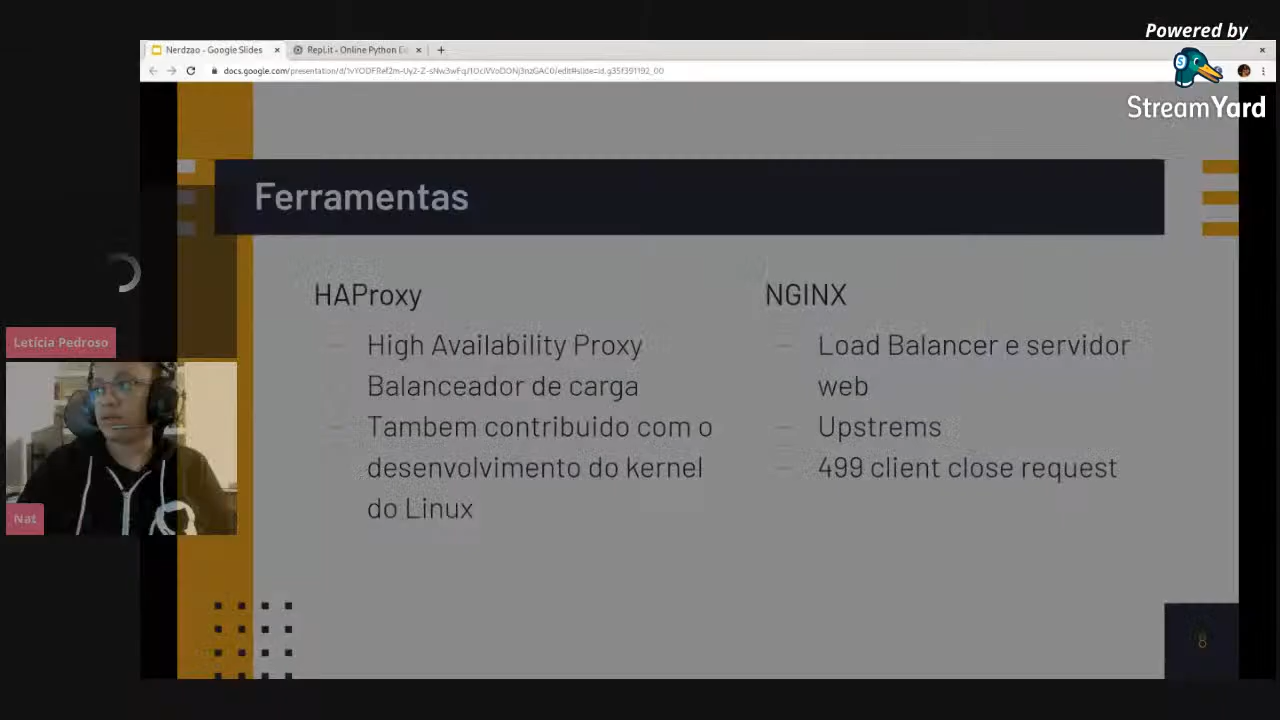 Powered by
StreamYard
Nerdzao - Google Slides
Repl.it - Online Python
Ferramentas
HAProxy
High Availability Proxy
Balanceador de carga
Tambem contribuido com o
desenvolvimento do kernel
do Linux
NGINX
Load Balancer e servidor
web
Upstrems
499 client close request
Letícia Pedroso
Nat
8